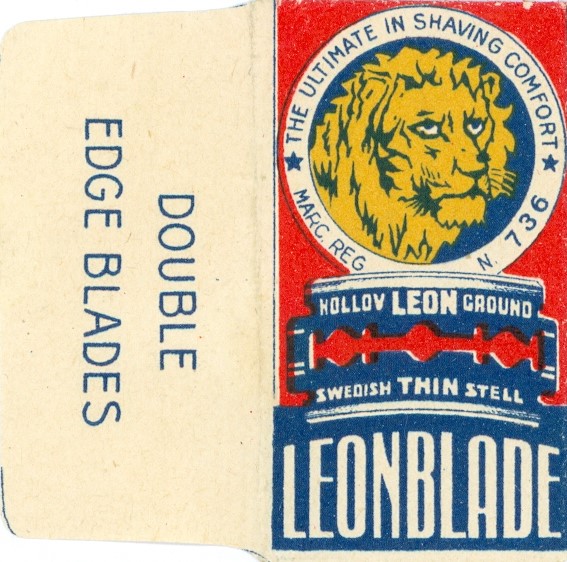 DOUBLE
EDGE BLADES
★ THE ULTIMATE IN SHAVING COMFORT ★
MARC REG N. 736
HOLLOV LEON GROUND
SWEDISH THIN STELL
LEONBLADE